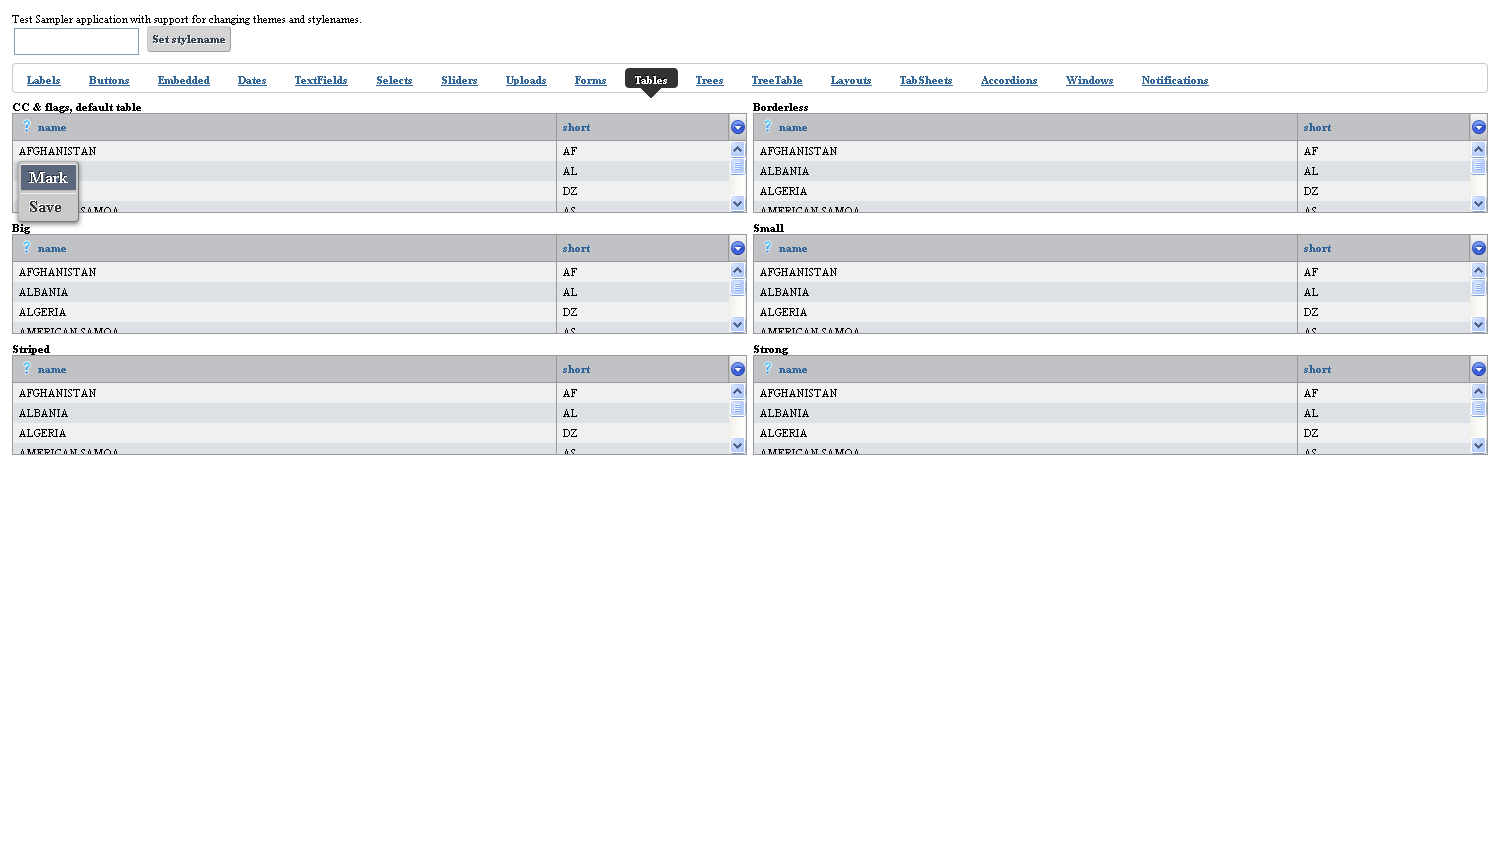 Test Sampler application with support for changing themes and stylenames.
Set stylename
Labels Buttons Embedded Dates TextFields Selects Sliders Uploads Forms Tables Trees TreeTable Layouts TabSheets Accordions Windows Notifications
CC & flags, default table
? name short
AFGHANISTAN AF
Mark AL
DZ
Save SAMOA AS
Borderless
? name short
AFGHANISTAN AF
ALBANIA AL
ALGERIA DZ
AMERICAN SAMOA AS
Big
? name short
AFGHANISTAN AF
ALBANIA AL
ALGERIA DZ
AMERICAN SAMOA AS
Small
? name short
AFGHANISTAN AF
ALBANIA AL
ALGERIA DZ
AMERICAN SAMOA AS
Striped
? name short
AFGHANISTAN AF
ALBANIA AL
ALGERIA DZ
AMERICAN SAMOA AS
Strong
? name short
AFGHANISTAN AF
ALBANIA AL
ALGERIA DZ
AMERICAN SAMOA AS